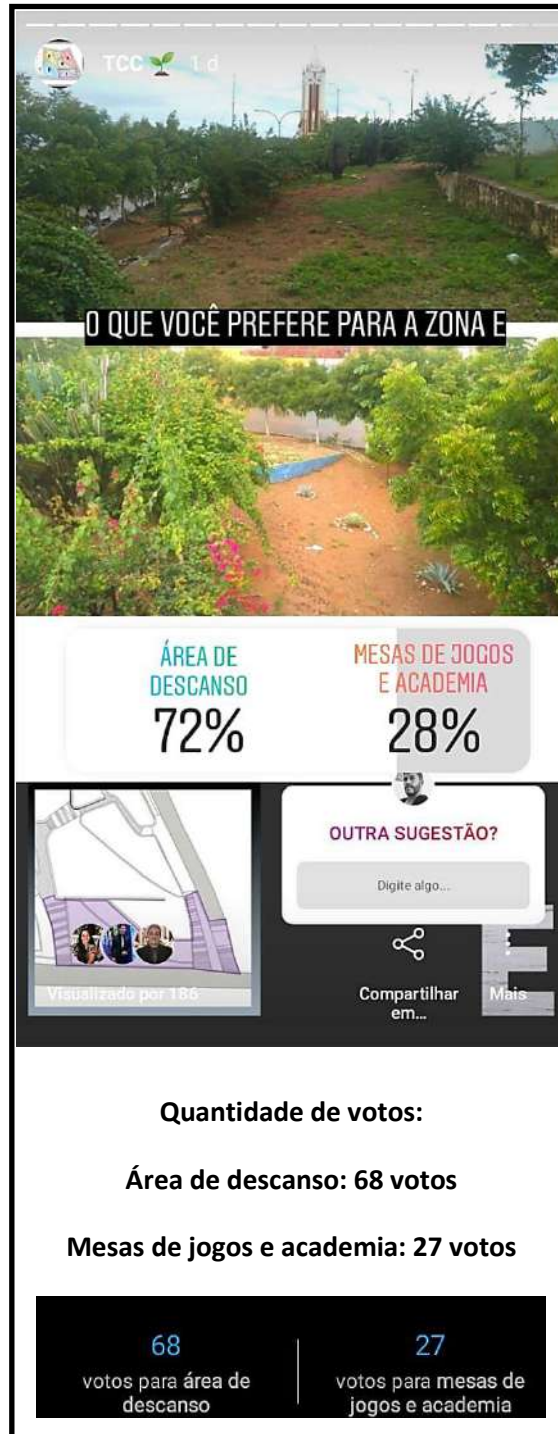 TCC🌱 1 d
O QUE VOCÊ PREFERE PARA A ZONA E
ÁREA DE
DESCANSO
72%
MESAS DE JOGOS
E ACADEMIA
28%
OUTRA SUGESTÃO?
Digite algo...
Visualizado por 186
Compartilhar
em...
Mais
E
Quantidade de votos:
Área de descanso: 68 votos
Mesas de jogos e academia: 27 votos
68
votos para área de
descanso
27
votos para mesas de
jogos e academia